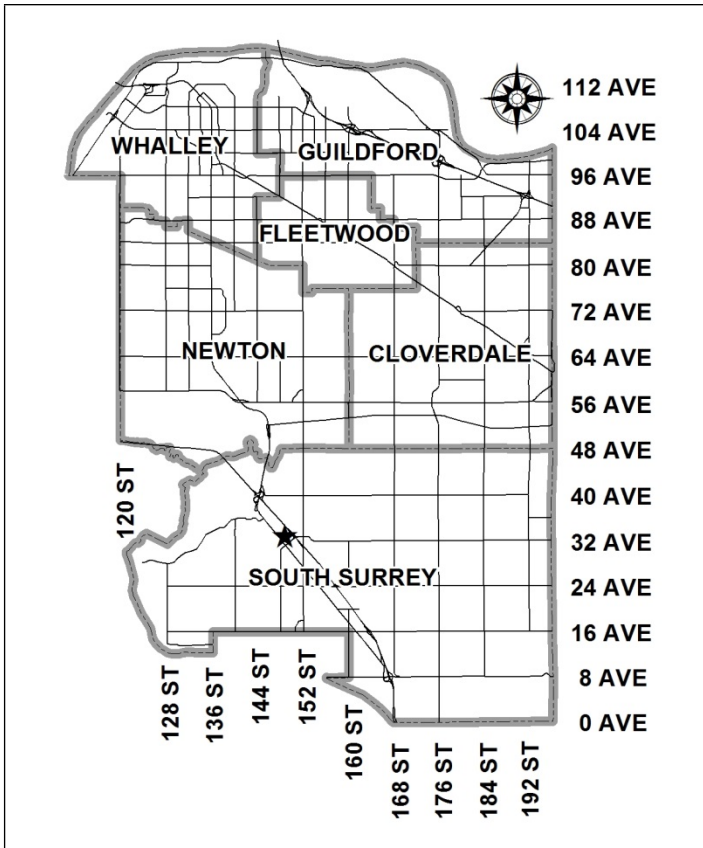 112 AVE
104 AVE
WHALLEY
GUILDFORD
96 AVE
88 AVE
FLEETWOOD
80 AVE
72 AVE
NEWTON
CLOVERDALE
64 AVE
56 AVE
48 AVE
120 ST
40 AVE
32 AVE
SOUTH SURREY
24 AVE
16 AVE
128 ST
136 ST
144 ST
152 ST
160 ST
8 AVE
0 AVE
168 ST
176 ST
184 ST
192 ST